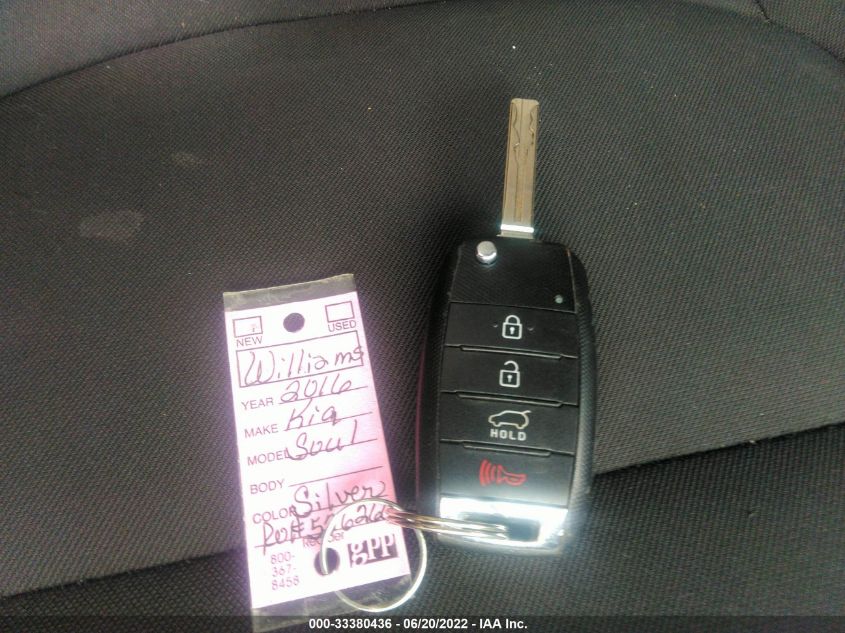 NEW USED
Williams
YEAR 2016
MAKE Kia
MODEL Soul
BODY
COLOR Silver
800-
367-
8458
gpp
HOLD
000-33380436 - 06/20/2022 - IAA Inc.